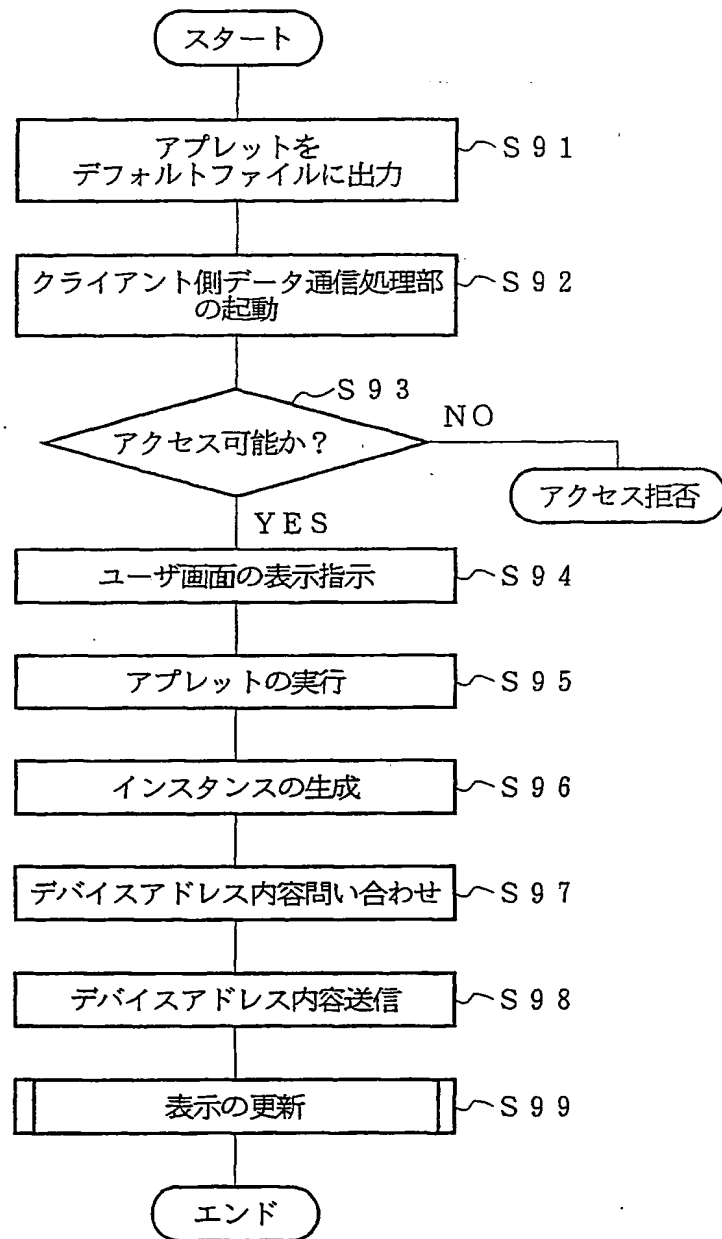 スタート
アプレットを
デフォルトファイルに出力
S91
クライアント側データ通信処理部
の起動
S92
S93
アクセス可能か？
NO
アクセス拒否
YES
ユーザ画面の表示指示
S94
アプレットの実行
S95
インスタンスの生成
S96
デバイスアドレス内容問い合わせ
S97
デバイスアドレス内容送信
S98
表示の更新
S99
エンド